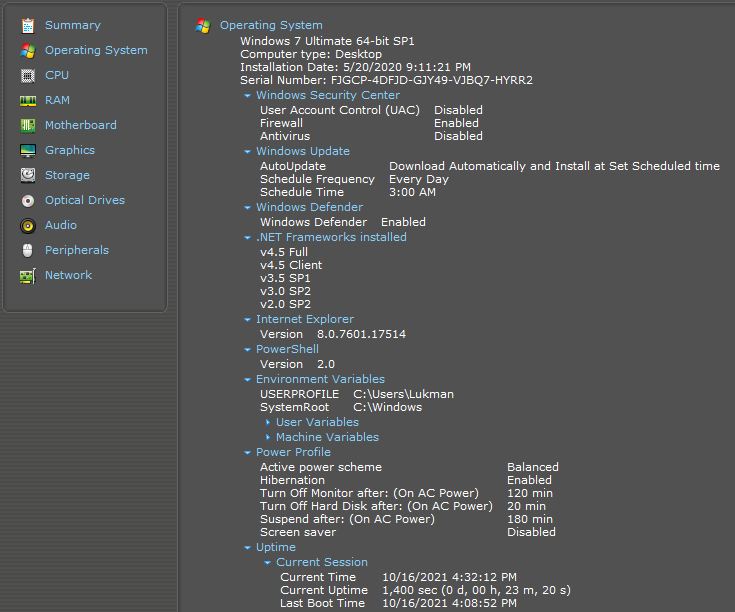 Summary
Operating System
CPU
RAM
Motherboard
Graphics
Storage
Optical Drives
Audio
Peripherals
Network
Operating System
Windows 7 Ultimate 64-bit SP1
Computer type: Desktop
Installation Date: 5/20/2020 9:11:21 PM
Serial Number: FJGCP-4DFJD-GJY49-VJBQ7-HYRR2
Windows Security Center
User Account Control (UAC) Disabled
Firewall Enabled
Antivirus Disabled
Windows Update
AutoUpdate Download Automatically and Install at Set Scheduled time
Schedule Frequency Every Day
Schedule Time 3:00 AM
Windows Defender
Windows Defender Enabled
.NET Frameworks installed
v4.5 Full
v4.5 Client
v3.5 SP1
v3.0 SP2
v2.0 SP2
Internet Explorer
Version 8.0.7601.17514
PowerShell
Version 2.0
Environment Variables
USERPROFILE C:\Users\Lukman
SystemRoot C:\Windows
User Variables
Machine Variables
Power Profile
Active power scheme Balanced
Hibernation Enabled
Turn Off Monitor after: (On AC Power) 120 min
Turn Off Hard Disk after: (On AC Power) 20 min
Suspend after: (On AC Power) 180 min
Screen saver Disabled
Uptime
Current Session
Current Time 10/16/2021 4:32:12 PM
Current Uptime 1,400 sec (0 d, 00 h, 23 m, 20 s)
Last Boot Time 10/16/2021 4:08:52 PM